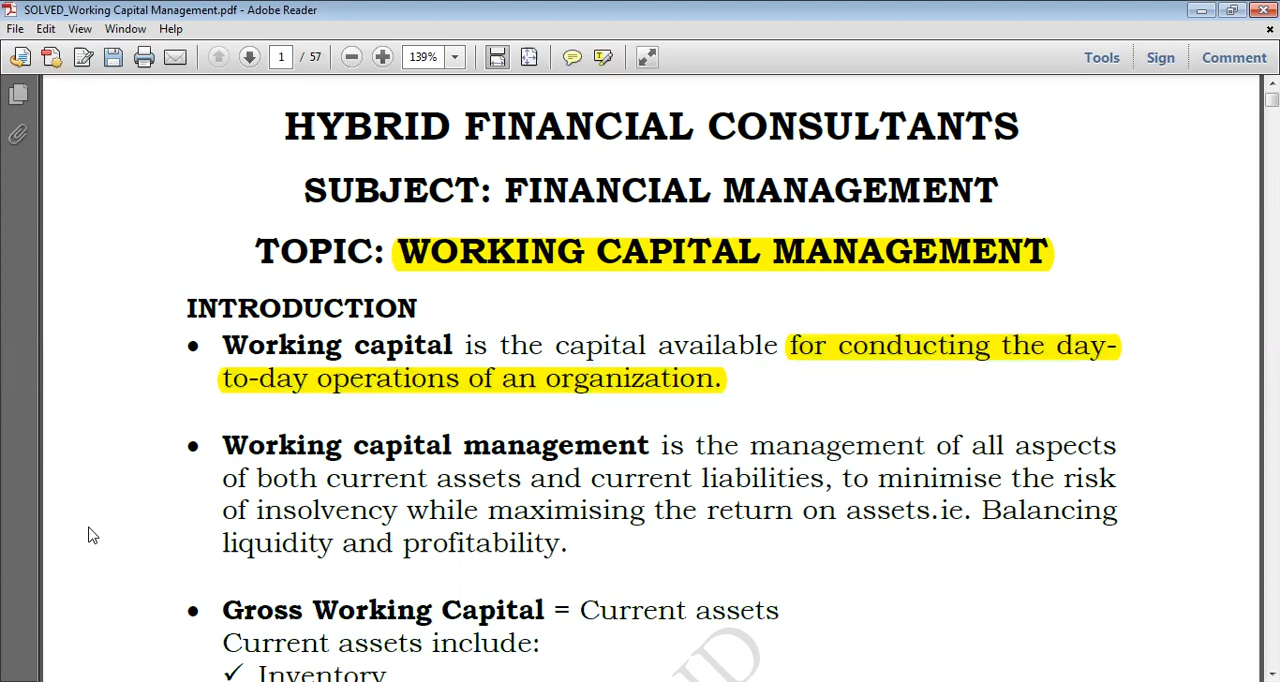 SOLVED_Working Capital Management.pdf - Adobe Reader
File Edit View Window Help
1 / 57 139% Tools Sign Comment
HYBRID FINANCIAL CONSULTANTS
SUBJECT: FINANCIAL MANAGEMENT
TOPIC: WORKING CAPITAL MANAGEMENT
INTRODUCTION
• Working capital is the capital available for conducting the day-
to-day operations of an organization.
• Working capital management is the management of all aspects
of both current assets and current liabilities, to minimise the risk
of insolvency while maximising the return on assets.ie. Balancing
liquidity and profitability.
• Gross Working Capital = Current assets
Current assets include:
✓ Inventory